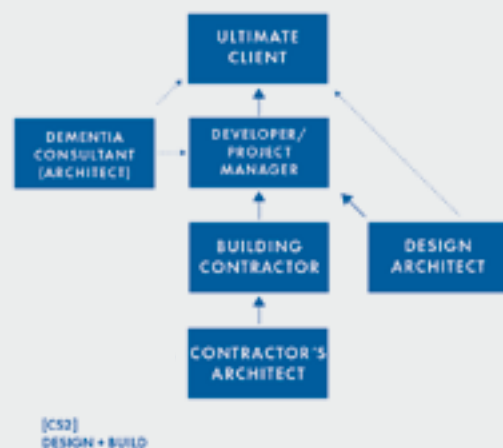 ULTIMATE
CLIENT
DEMENTIA
CONSULTANT
[ARCHITECT]
DEVELOPER/
PROJECT
MANAGER
BUILDING
CONTRACTOR
DESIGN
ARCHITECT
CONTRACTOR'S
ARCHITECT
[CS2]
DESIGN + BUILD